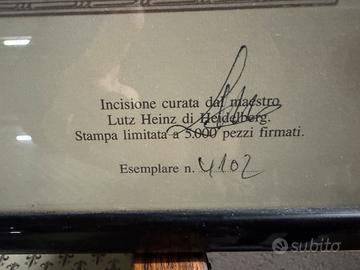 Incisione curata dal maestro
Lutz Heinz di Heidelberg.
Stampa limitata a 5.000 pezzi firmati.
Esemplare n. 4102
subito